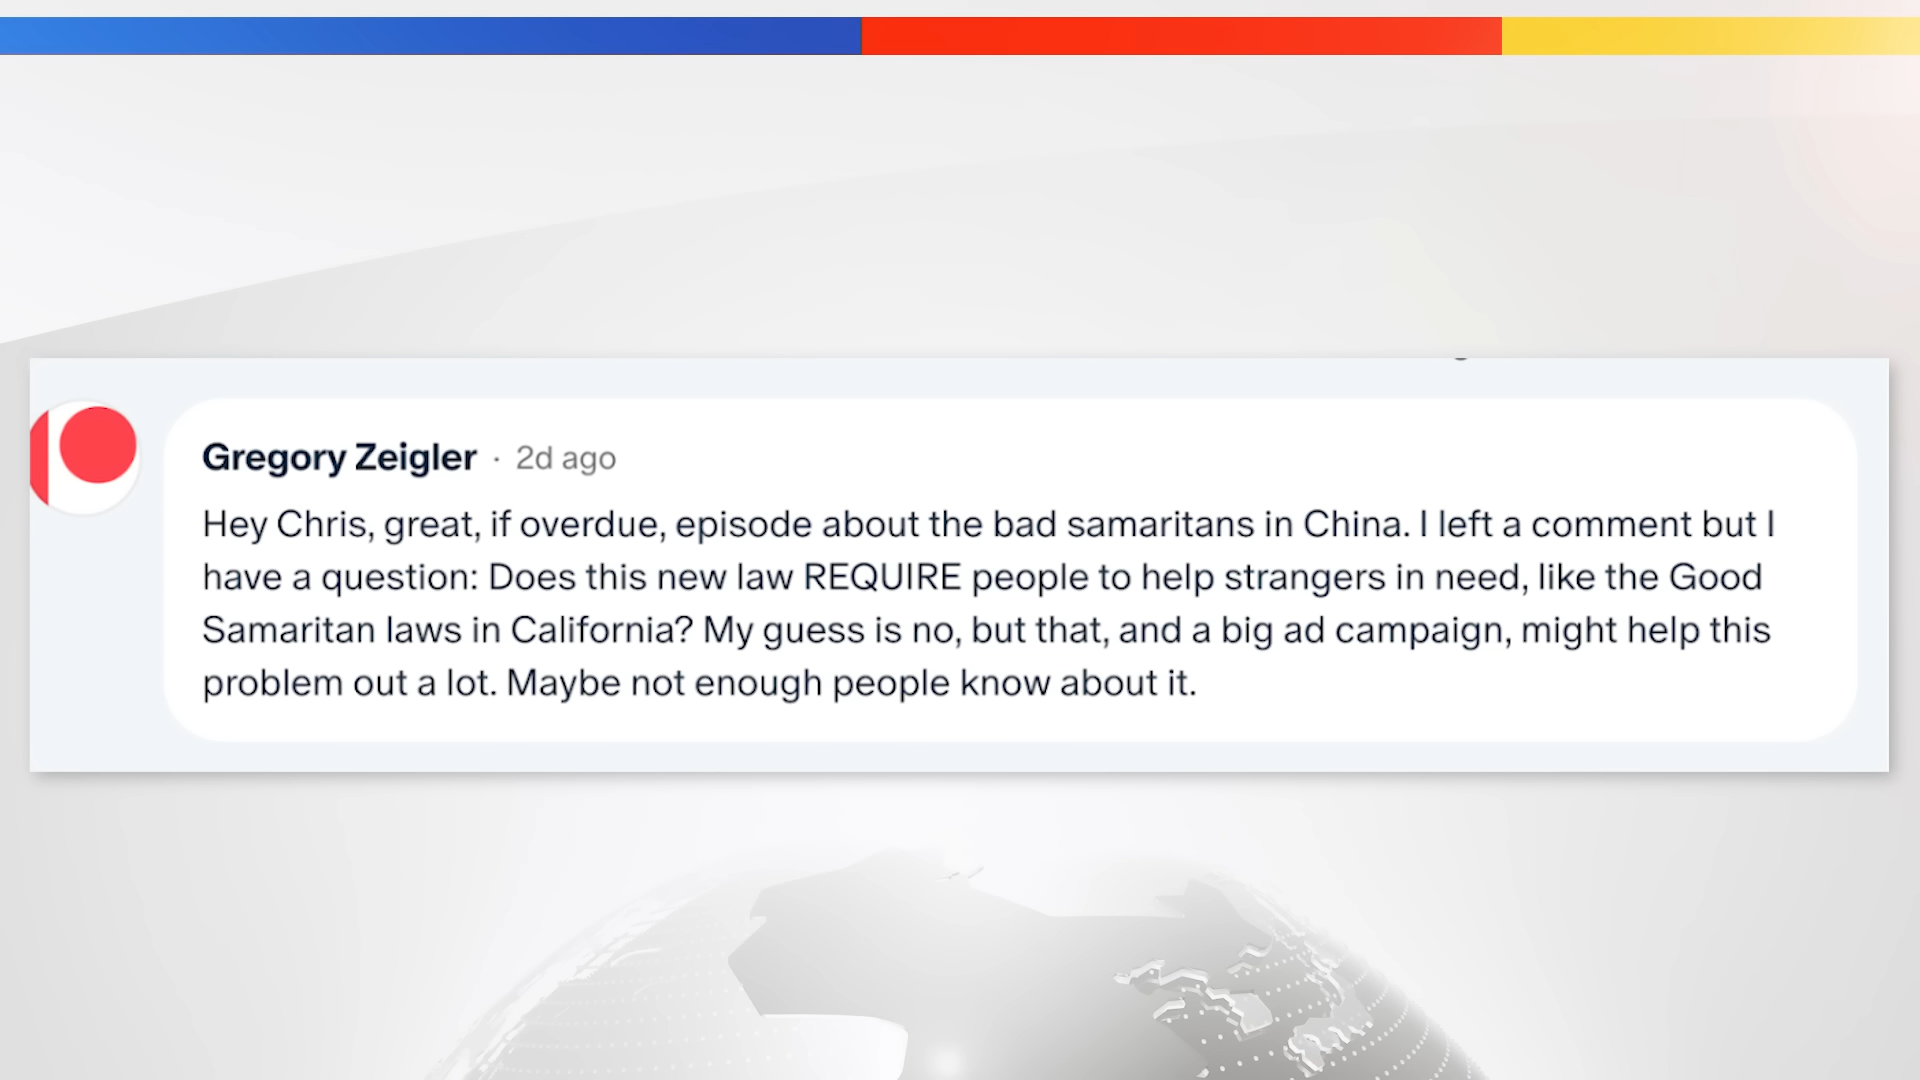 Gregory Zeigler · 2d ago
Hey Chris, great, if overdue, episode about the bad samaritans in China. I left a comment but I
have a question: Does this new law REQUIRE people to help strangers in need, like the Good
Samaritan laws in California? My guess is no, but that, and a big ad campaign, might help this
problem out a lot. Maybe not enough people know about it.